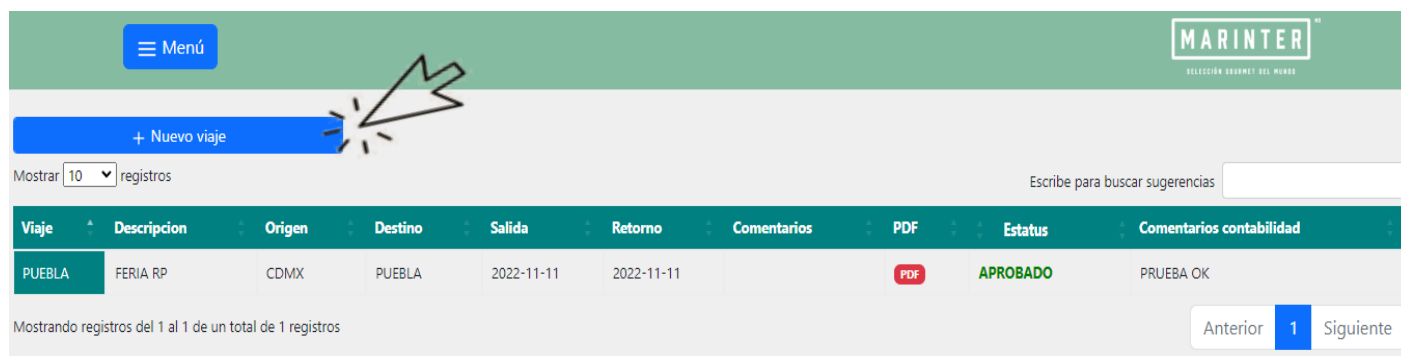 Menú
MARINTER
SELECCIÓN GOURMET DEL MUNDO
+ Nuevo viaje
Mostrar 10 registros
Escribe para buscar sugerencias
Viaje Descripcion Origen Destino Salida Retorno Comentarios PDF Estatus Comentarios contabilidad
PUEBLA FERIA RP CDMX PUEBLA 2022-11-11 2022-11-11 PDF APROBADO PRUEBA OK
Mostrando registros del 1 al 1 de un total de 1 registros
Anterior 1 Siguiente